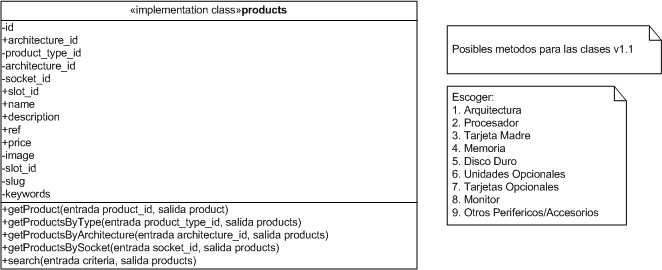 «implementation class»products
-id
+architecture_id
-product_type_id
-architecture_id
-socket_id
+slot_id
+name
+description
+ref
+price
-image
-slot_id
-slug
-keywords
+getProduct(entrada product_id, salida product)
+getProductsByType(entrada product_type_id, salida products)
+getProductsByArchitecture(entrada architecture_id, salida products)
+getProductsBySocket(entrada socket_id, salida products)
+search(entrada criteria, salida products)
Posibles metodos para las clases v1.1
Escoger:
1. Arquitectura
2. Procesador
3. Tarjeta Madre
4. Memoria
5. Disco Duro
6. Unidades Opcionales
7. Tarjetas Opcionales
8. Monitor
9. Otros Perifericos/Accesorios